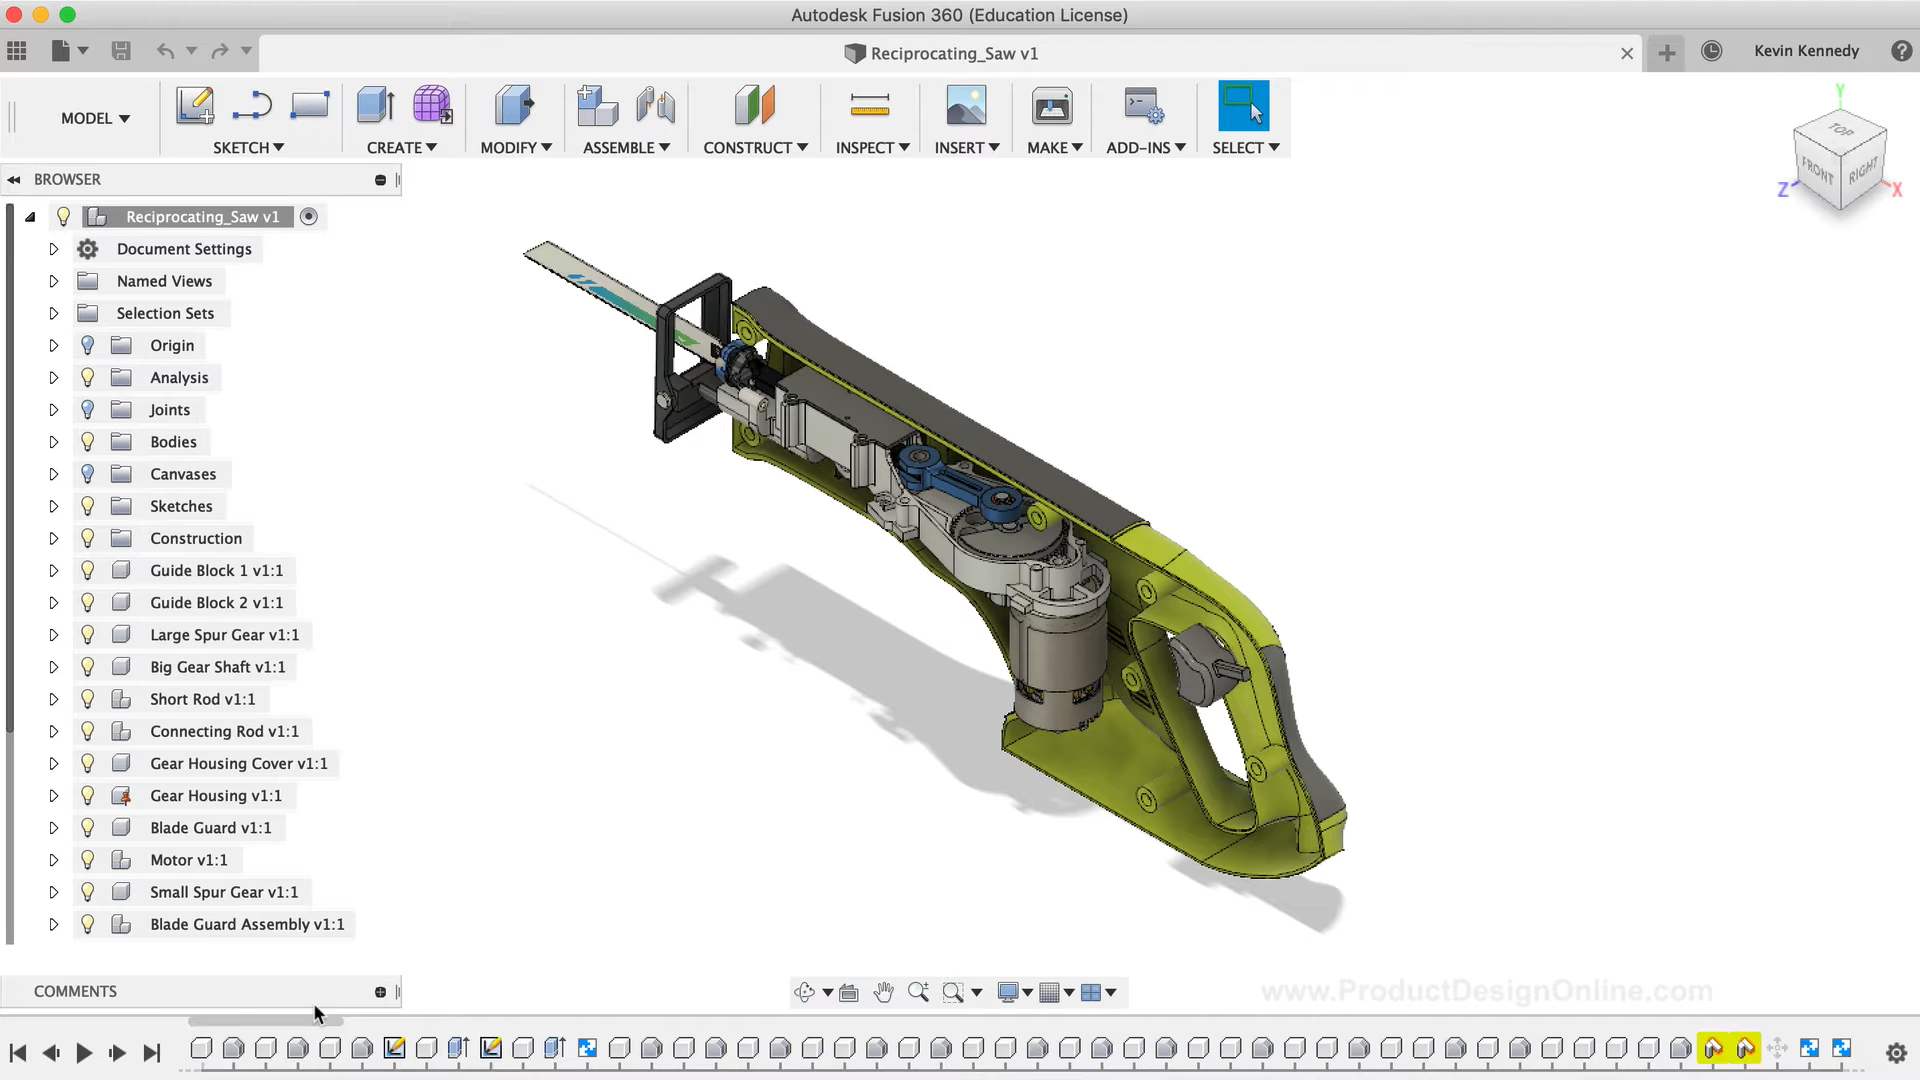 Autodesk Fusion 360 (Education License)
Reciprocating_Saw v1
Kevin Kennedy
MODEL
SKETCH
CREATE
MODIFY
ASSEMBLE
CONSTRUCT
INSPECT
INSERT
MAKE
ADD-INS
SELECT
Y
TOP
FRONT
RIGHT
Z
X
BROWSER
Reciprocating_Saw v1
Document Settings
Named Views
Selection Sets
Origin
Analysis
Joints
Bodies
Canvases
Sketches
Construction
Guide Block 1 v1:1
Guide Block 2 v1:1
Large Spur Gear v1:1
Big Gear Shaft v1:1
Short Rod v1:1
Connecting Rod v1:1
Gear Housing Cover v1:1
Gear Housing v1:1
Blade Guard v1:1
Motor v1:1
Small Spur Gear v1:1
Blade Guard Assembly v1:1
COMMENTS
www.ProductDesignOnline.com